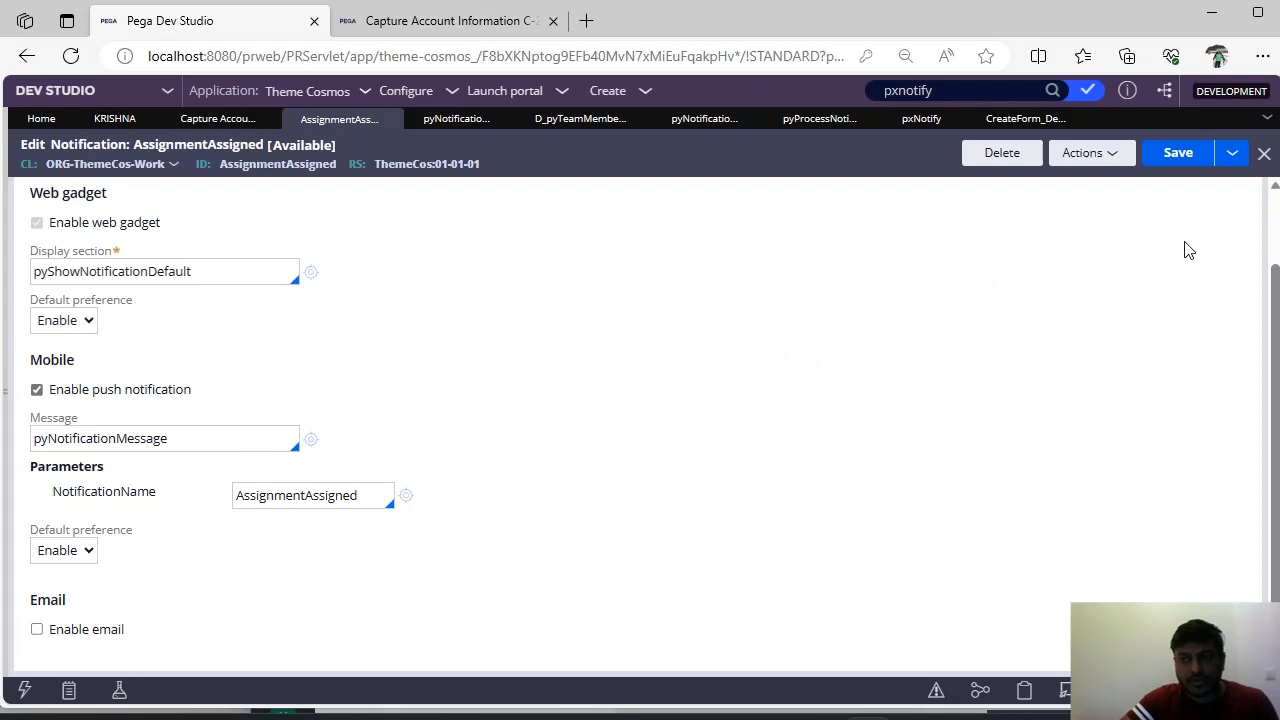 PEGA Pega Dev Studio
PEGA Capture Account Information C-
localhost:8080/prweb/PRServlet/app/theme-cosmos_/F8bXKNptog9EFb40MvN7xMiEuFqakpHv*/!STANDARD?p...
DEV STUDIO
Application: Theme Cosmos
Configure
Launch portal
Create
pxnotify
DEVELOPMENT
Home
KRISHNA
Capture Accou...
AssignmentAss...
pyNotificatio...
D_pyTeamMembe...
pyNotificatio...
pyProcessNoti...
pxNotify
CreateForm_De...
Edit Notification: AssignmentAssigned [Available]
CL: ORG-ThemeCos-Work ID: AssignmentAssigned RS: ThemeCos:01-01-01
Delete
Actions
Save
Web gadget
Enable web gadget
Display section*
pyShowNotificationDefault
Default preference
Enable
Mobile
Enable push notification
Message
pyNotificationMessage
Parameters
NotificationName
AssignmentAssigned
Default preference
Enable
Email
Enable email